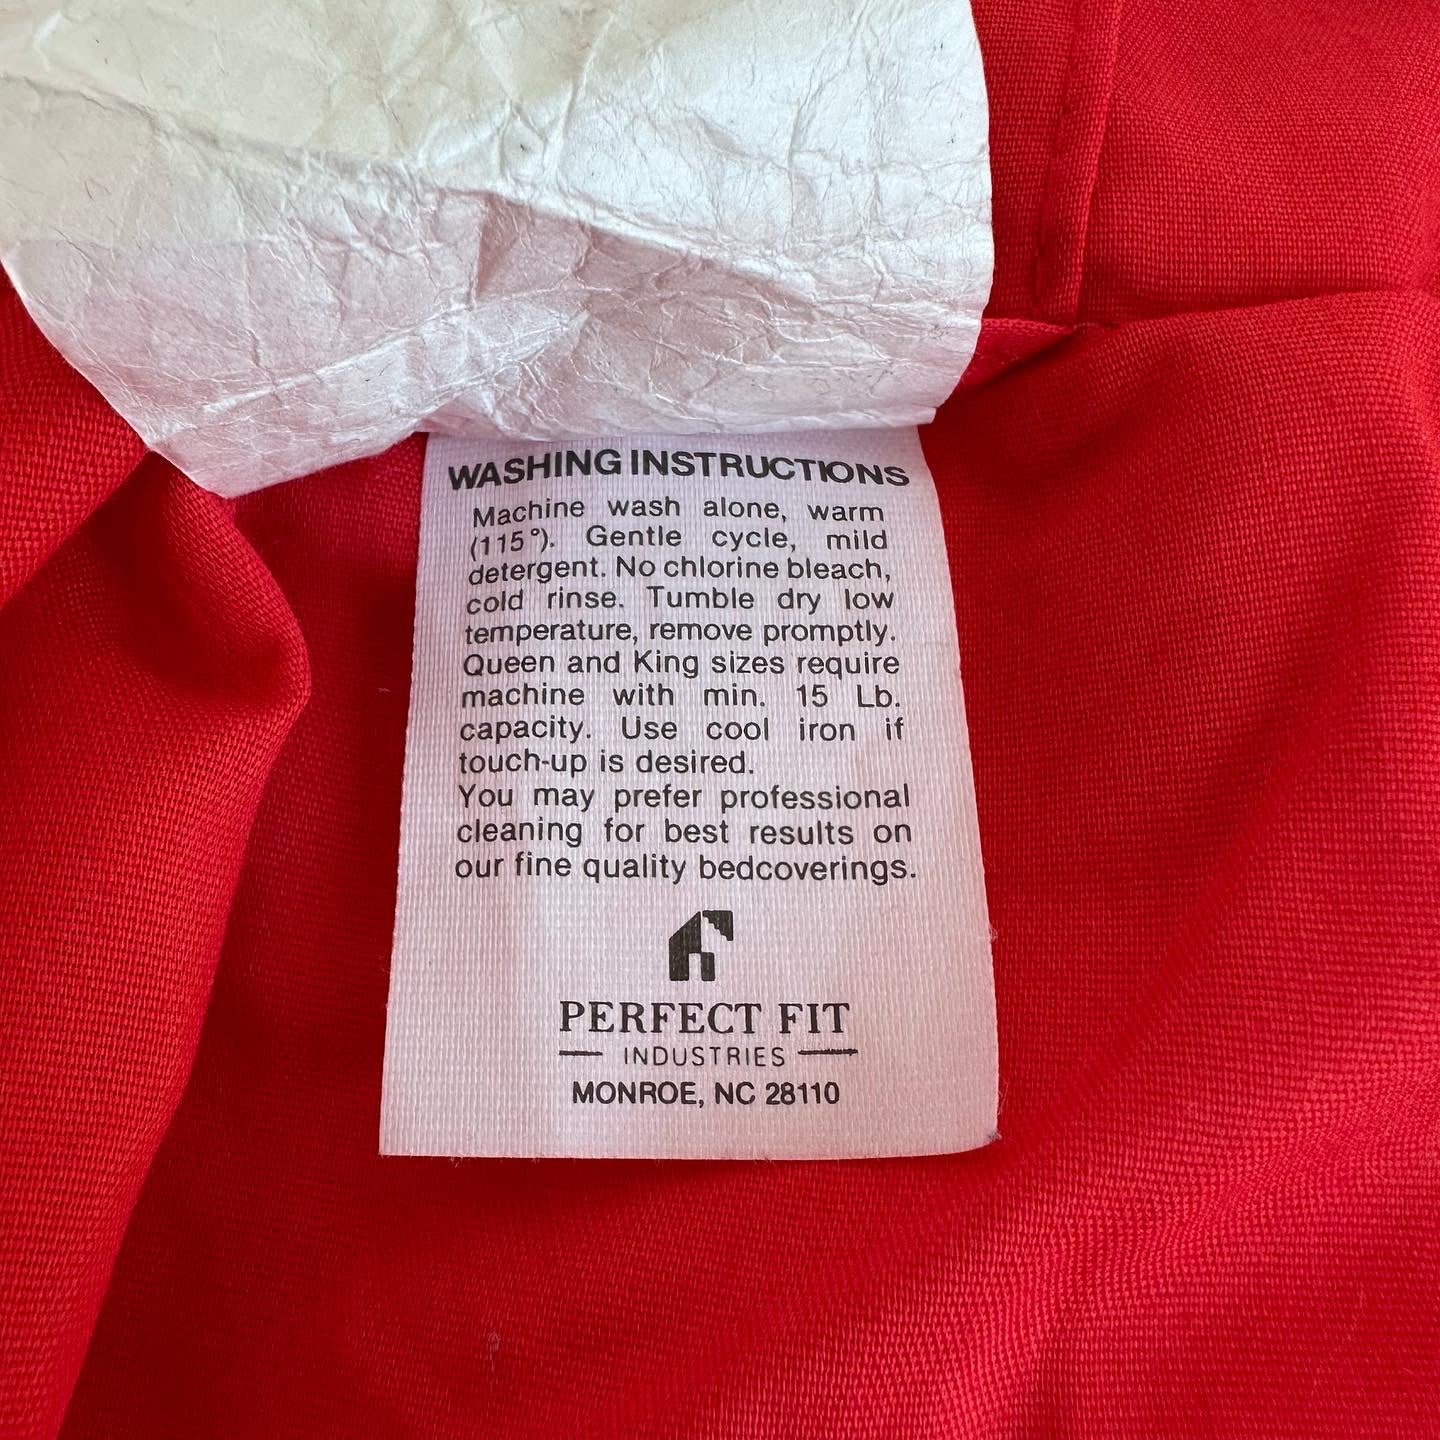 WASHING INSTRUCTIONS
Machine wash alone, warm
(115°). Gentle cycle, mild
detergent. No chlorine bleach,
cold rinse. Tumble dry low
temperature, remove promptly.
Queen and King sizes require
machine with min. 15 Lb.
capacity. Use cool iron if
touch-up is desired.
You may prefer professional
cleaning for best results on
our fine quality bedcoverings.
PERFECT FIT
INDUSTRIES
MONROE, NC 28110